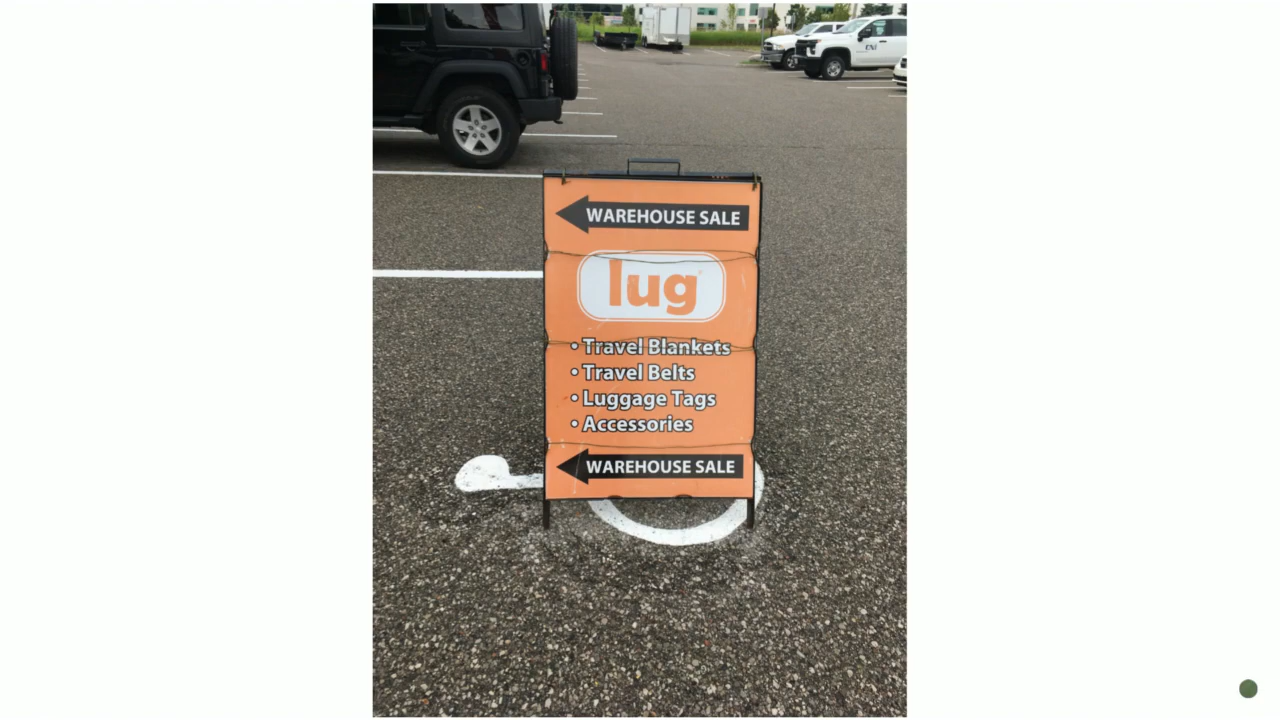 WAREHOUSE SALE
lug
• Travel Blankets
• Travel Belts
• Luggage Tags
• Accessories
WAREHOUSE SALE